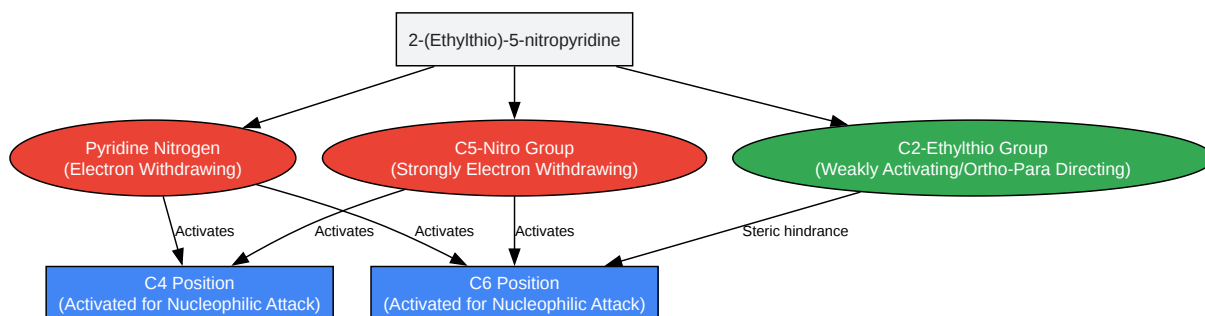 2-(Ethylthio)-5-nitropyridine
Pyridine Nitrogen
(Electron Withdrawing)
C5-Nitro Group
(Strongly Electron Withdrawing)
C2-Ethylthio Group
(Weakly Activating/Ortho-Para Directing)
Activates
Activates
Activates
Activates
Steric hindrance
C4 Position
(Activated for Nucleophilic Attack)
C6 Position
(Activated for Nucleophilic Attack)